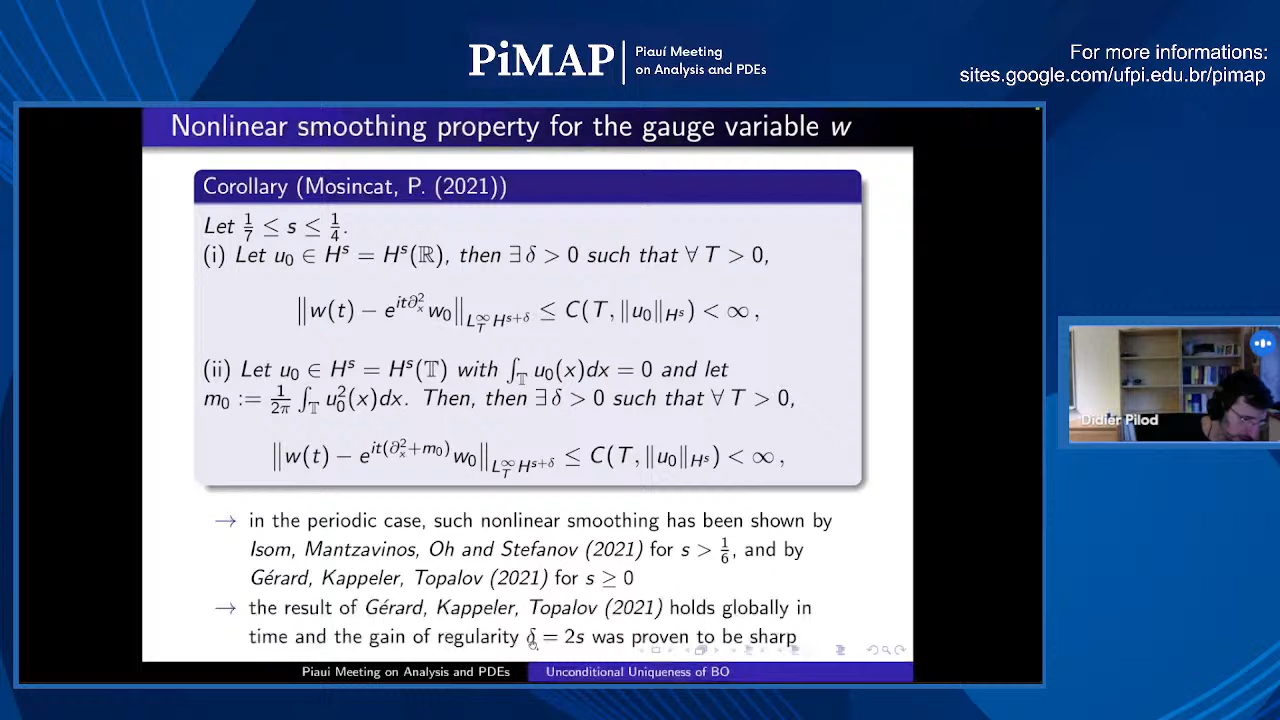 PiMAP
Piauí Meeting
on Analysis and PDEs
For more informations:
sites.google.com/ufpi.edu.br/pimap
Nonlinear smoothing property for the gauge variable w
Corollary (Mosincat, P. (2021))
Let 1/7 ≤ s ≤ 1/4.
(i) Let u₀ ∈ Hˢ = Hˢ(ℝ), then ∃ δ > 0 such that ∀ T > 0,
‖w(t) − e^{it∂ₓ²} w₀‖_{L^∞_T H^{s+δ}} ≤ C(T, ‖u₀‖_{Hˢ}) < ∞ ,
(ii) Let u₀ ∈ Hˢ = Hˢ(𝕋) with ∫_𝕋 u₀(x)dx = 0 and let
m₀ := 1/2π ∫_𝕋 u₀²(x)dx. Then, then ∃ δ > 0 such that ∀ T > 0,
‖w(t) − e^{it(∂ₓ²+m₀)} w₀‖_{L^∞_T H^{s+δ}} ≤ C(T, ‖u₀‖_{Hˢ}) < ∞ ,
→ in the periodic case, such nonlinear smoothing has been shown by
Isom, Mantzavinos, Oh and Stefanov (2021) for s > 1/6, and by
Gérard, Kappeler, Topalov (2021) for s ≥ 0
→ the result of Gérard, Kappeler, Topalov (2021) holds globally in
time and the gain of regularity δ = 2s was proven to be sharp
Piaui Meeting on Analysis and PDEs
Unconditional Uniqueness of BO
Didier Pilod